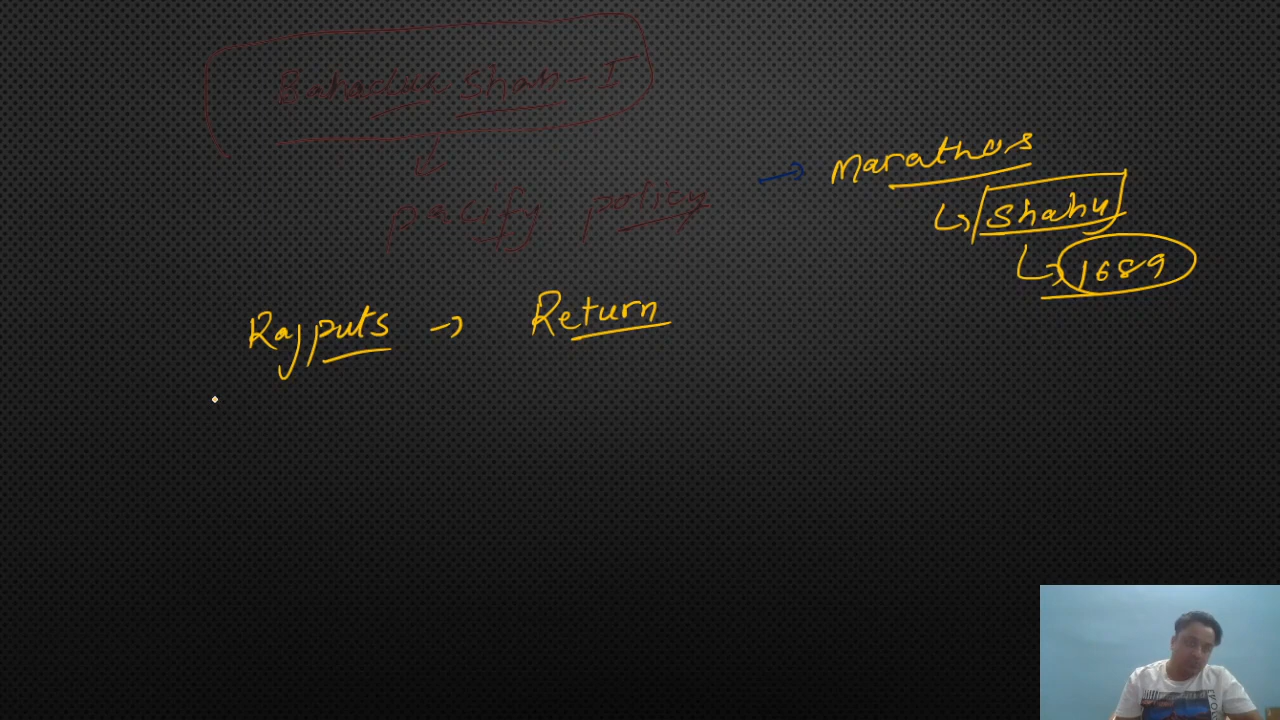 Bahadur Shah - I
pacify policy
→ Marathas
↳ Shahu
↳ 1689
Rajputs → Return